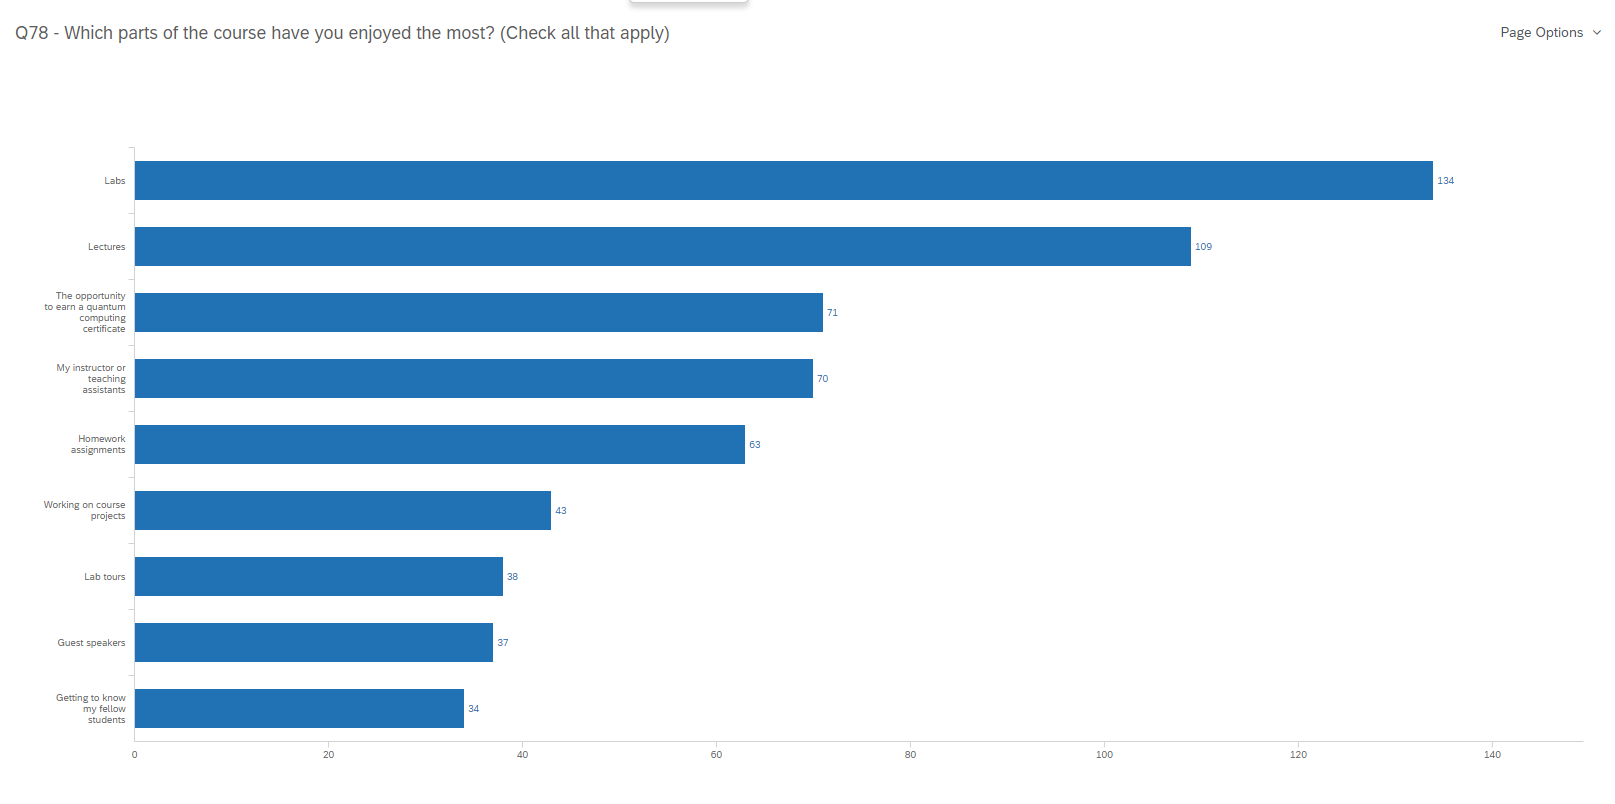 Q78 - Which parts of the course have you enjoyed the most? (Check all that apply)
Page Options
Labs
134
Lectures
109
The opportunity
to earn a quantum
computing
certificate
71
My instructor or
teaching
assistants
70
Homework
assignments
63
Working on course
projects
43
Lab tours
38
Guest speakers
37
Getting to know
my fellow
students
34
0 20 40 60 80 100 120 140